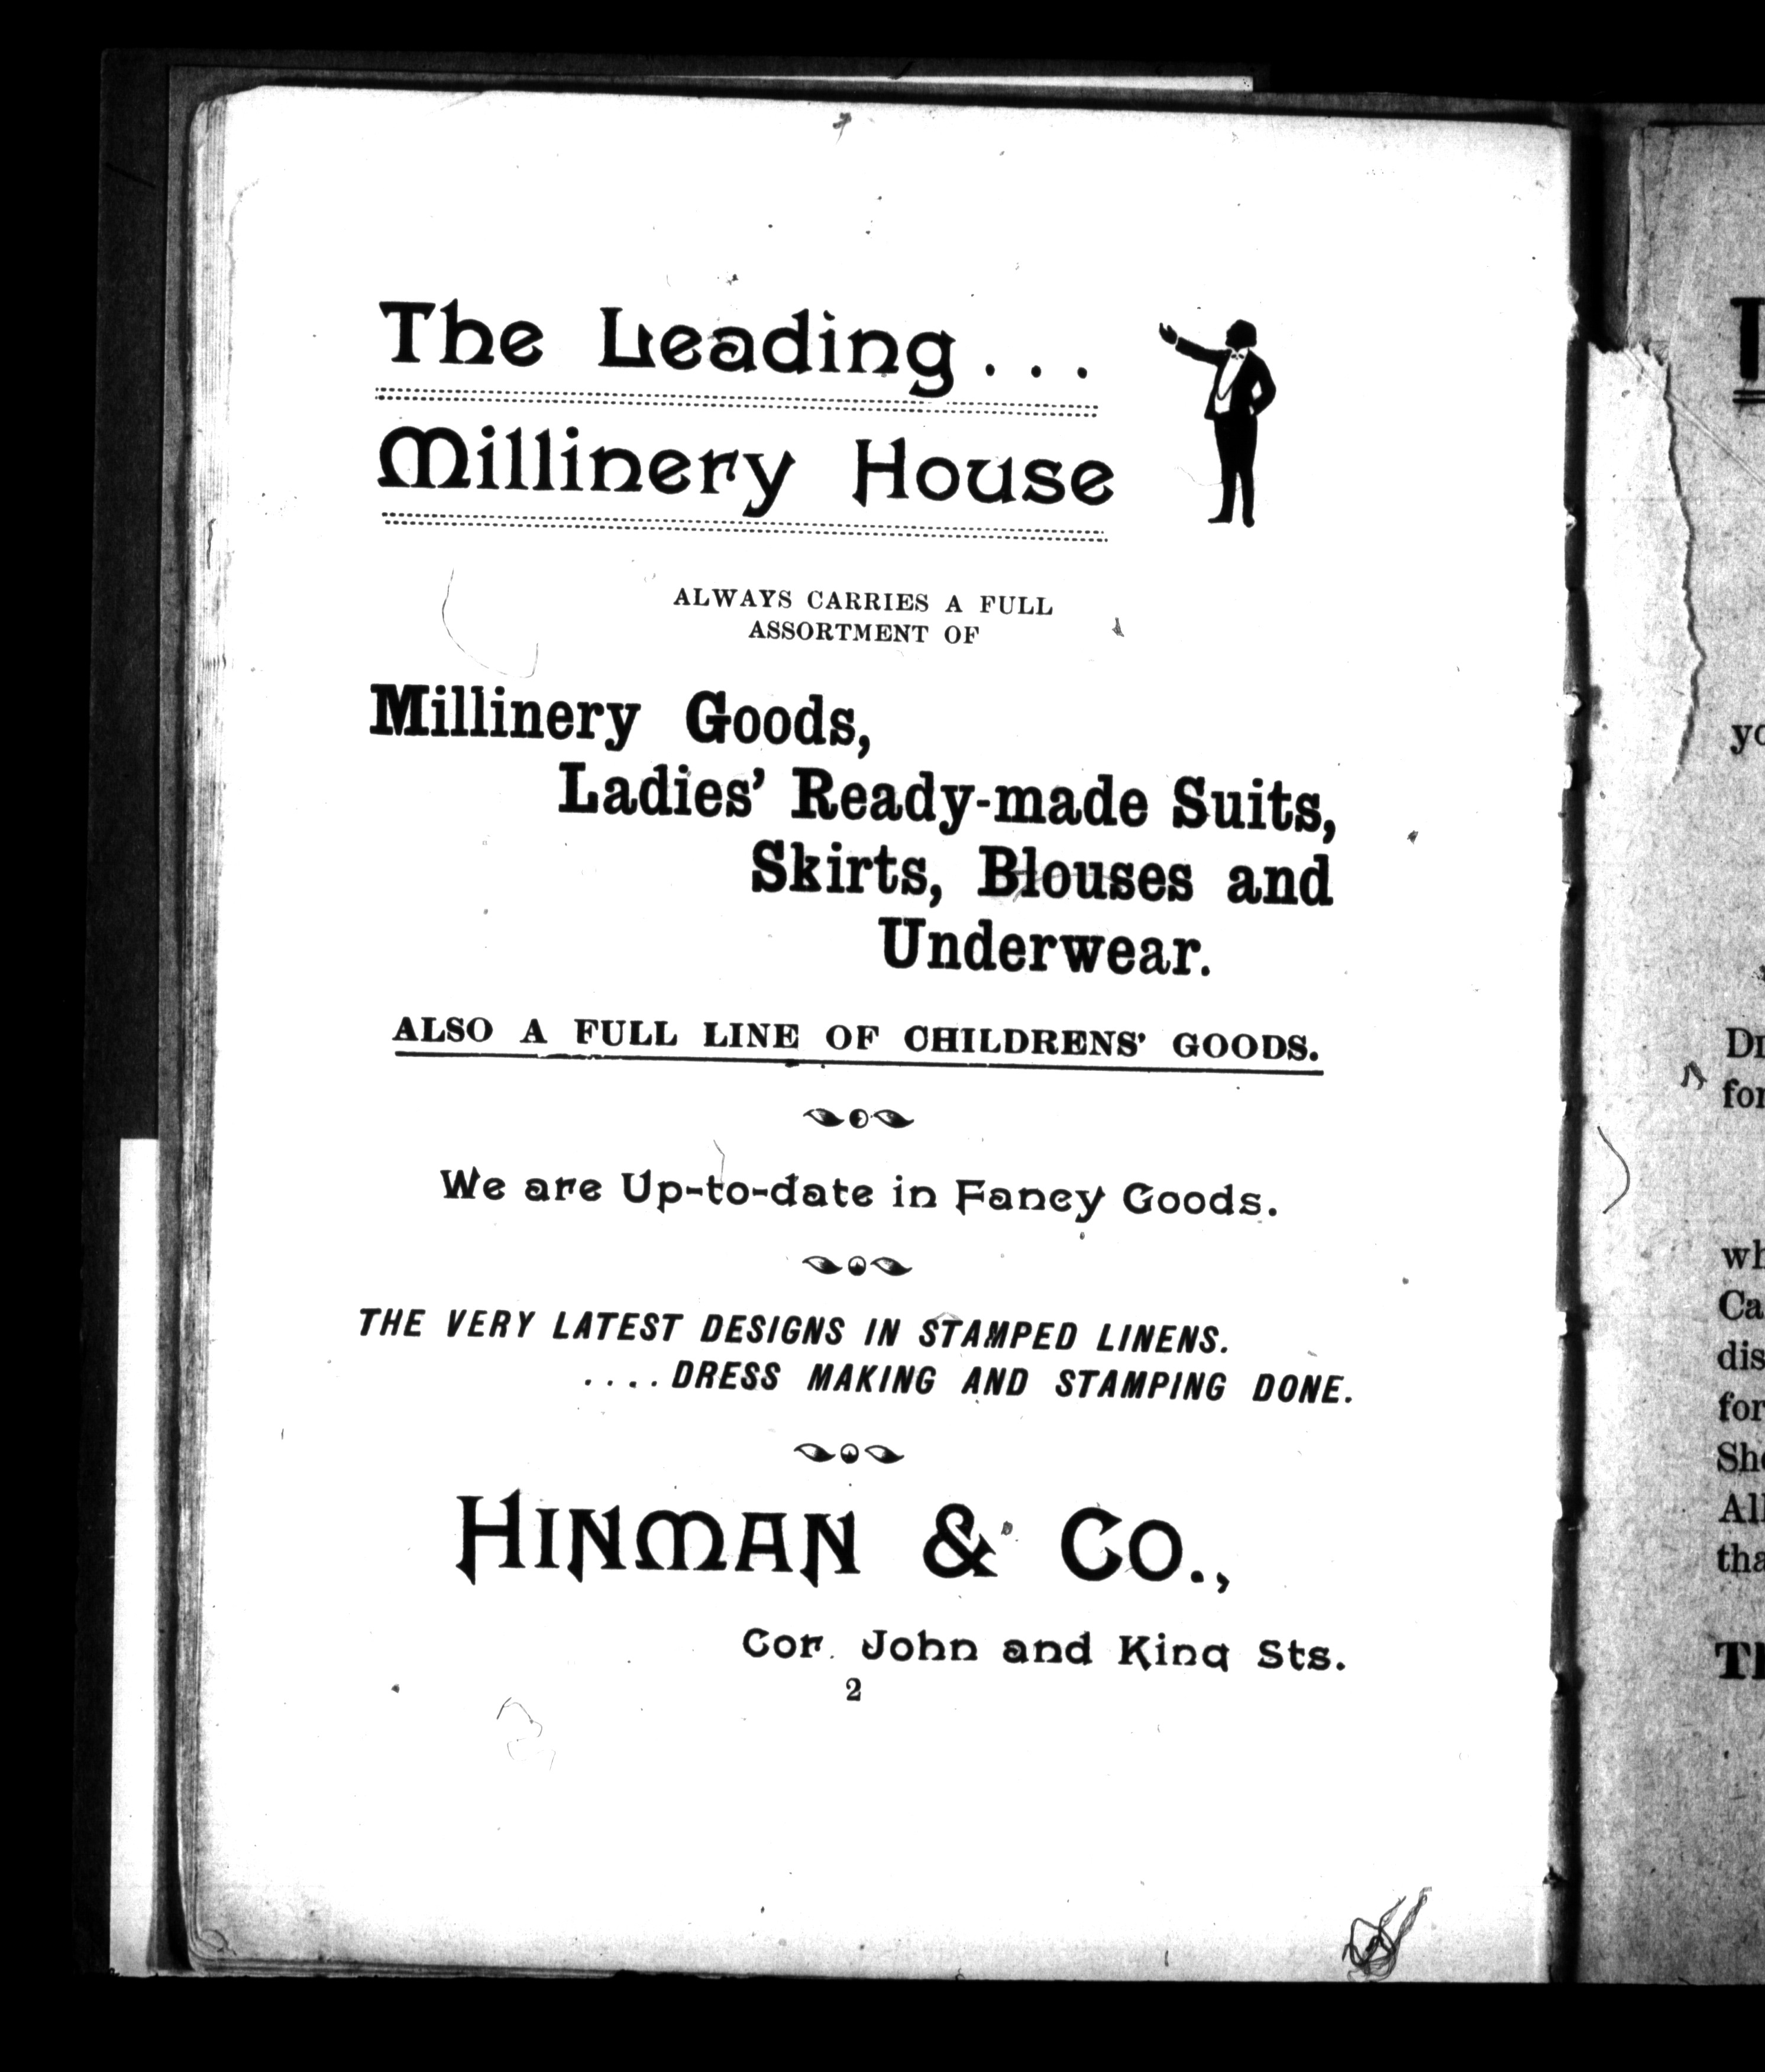 The Leading...
Millinery House
ALWAYS CARRIES A FULL
ASSORTMENT OF
Millinery Goods,
Ladies' Ready-made Suits,
Skirts, Blouses and
Underwear.
ALSO A FULL LINE OF CHILDRENS' GOODS.
We are Up-to-date in Fancy Goods.
THE VERY LATEST DESIGNS IN STAMPED LINENS.
....DRESS MAKING AND STAMPING DONE.
HINMAN & CO.,
Cor. John and King Sts.
2
for
for